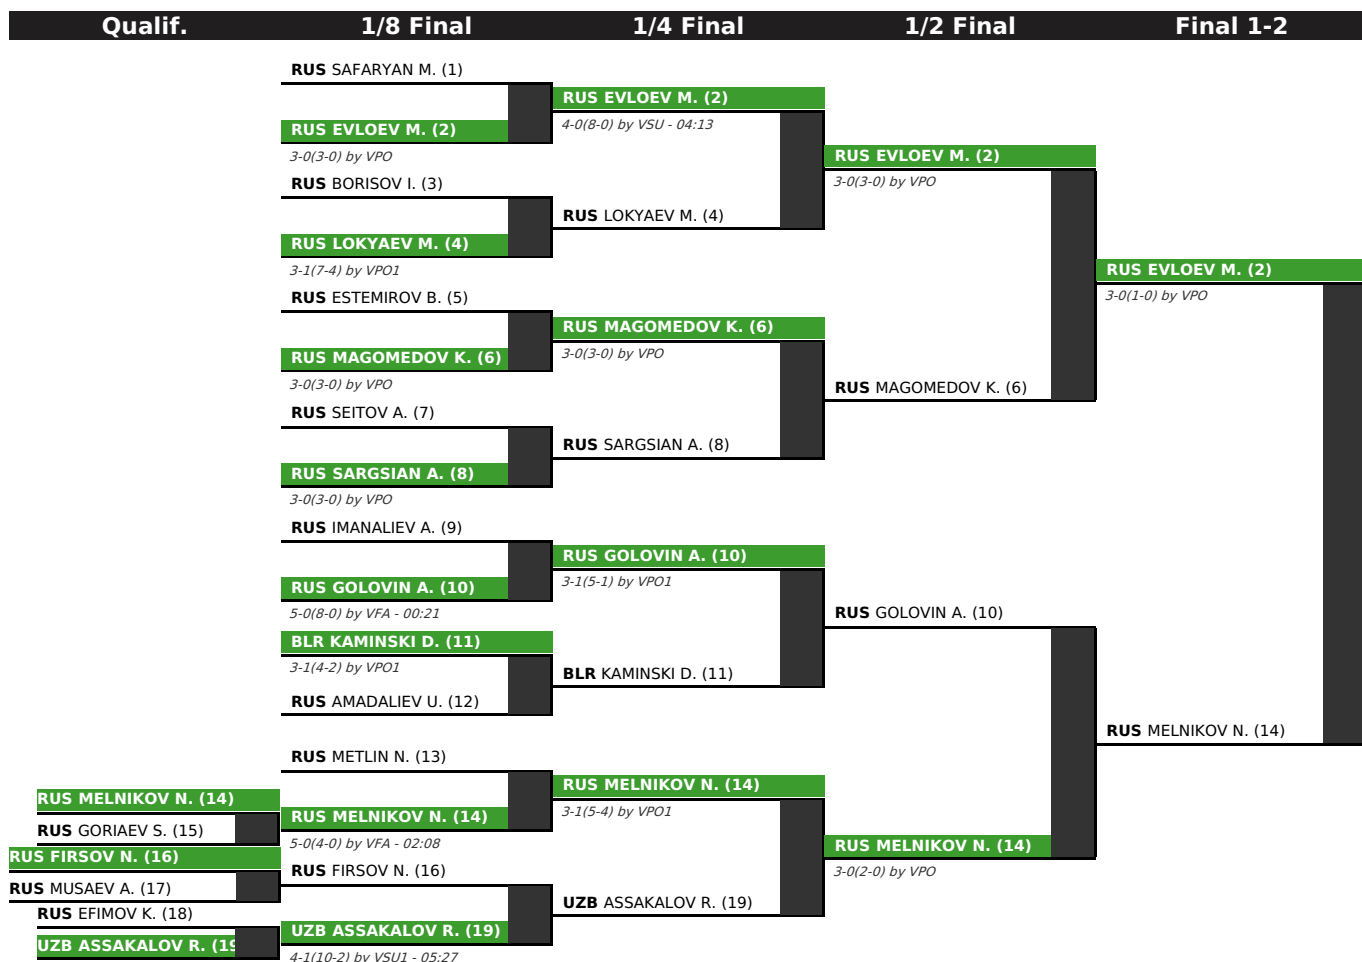 Qualif.
1/8 Final
1/4 Final
1/2 Final
Final 1-2
RUS SAFARYAN M. (1)
RUS EVLOEV M. (2)
3-0(3-0) by VPO
RUS BORISOV I. (3)
RUS LOKYAEV M. (4)
3-1(7-4) by VPO1
RUS ESTEMIROV B. (5)
RUS MAGOMEDOV K. (6)
3-0(3-0) by VPO
RUS SEITOV A. (7)
RUS SARGSIAN A. (8)
3-0(3-0) by VPO
RUS IMANALIEV A. (9)
RUS GOLOVIN A. (10)
5-0(8-0) by VFA - 00:21
BLR KAMINSKI D. (11)
3-1(4-2) by VPO1
RUS AMADALIEV U. (12)
RUS METLIN N. (13)
RUS MELNIKOV N. (14)
5-0(4-0) by VFA - 02:08
RUS FIRSOV N. (16)
UZB ASSAKALOV R. (19)
4-1(10-2) by VSU1 - 05:27
RUS MELNIKOV N. (14)
RUS GORIAEV S. (15)
RUS FIRSOV N. (16)
RUS MUSAEV A. (17)
RUS EFIMOV K. (18)
UZB ASSAKALOV R. (19
RUS EVLOEV M. (2)
4-0(8-0) by VSU - 04:13
RUS LOKYAEV M. (4)
RUS MAGOMEDOV K. (6)
3-0(3-0) by VPO
RUS SARGSIAN A. (8)
RUS GOLOVIN A. (10)
3-1(5-1) by VPO1
BLR KAMINSKI D. (11)
RUS MELNIKOV N. (14)
3-1(5-4) by VPO1
UZB ASSAKALOV R. (19)
RUS EVLOEV M. (2)
3-0(3-0) by VPO
RUS MAGOMEDOV K. (6)
RUS GOLOVIN A. (10)
RUS MELNIKOV N. (14)
3-0(2-0) by VPO
RUS EVLOEV M. (2)
3-0(1-0) by VPO
RUS MELNIKOV N. (14)